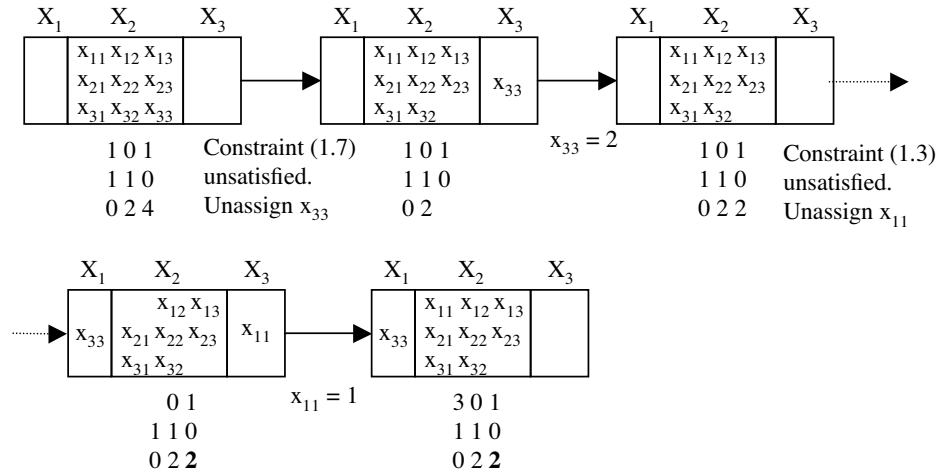 X1 X2 X3 X1 X2 X3 X1 X2 X3
x11 x12 x13 x11 x12 x13 x11 x12 x13
x21 x22 x23 x21 x22 x23 x33 x21 x22 x23
x31 x32 x33 x31 x32 x31 x32
1 0 1 Constraint (1.7) 1 0 1 x33 = 2 1 0 1 Constraint (1.3)
1 1 0 unsatisfied. 1 1 0 1 1 0 unsatisfied.
0 2 4 Unassign x33 0 2 0 2 2 Unassign x11
X1 X2 X3 X1 X2 X3
x12 x13 x11 x12 x13
x33 x21 x22 x23 x11 x33 x21 x22 x23
x31 x32 x31 x32
0 1 x11 = 1 3 0 1
1 1 0 1 1 0
0 2 2 0 2 2